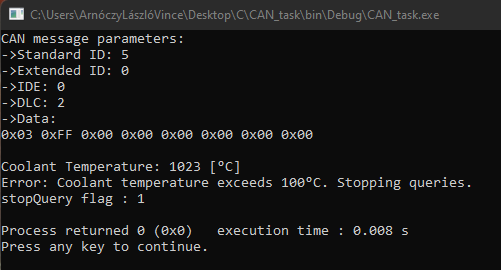 C:\Users\ArnóczyLászlóVince\Desktop\C\CAN_task\bin\Debug\CAN_task.exe
CAN message parameters:
->Standard ID: 5
->Extended ID: 0
->IDE: 0
->DLC: 2
->Data:
0x03 0xFF 0x00 0x00 0x00 0x00 0x00 0x00
Coolant Temperature: 1023 [°C]
Error: Coolant temperature exceeds 100°C. Stopping queries.
stopQuery flag : 1
Process returned 0 (0x0)   execution time : 0.008 s
Press any key to continue.